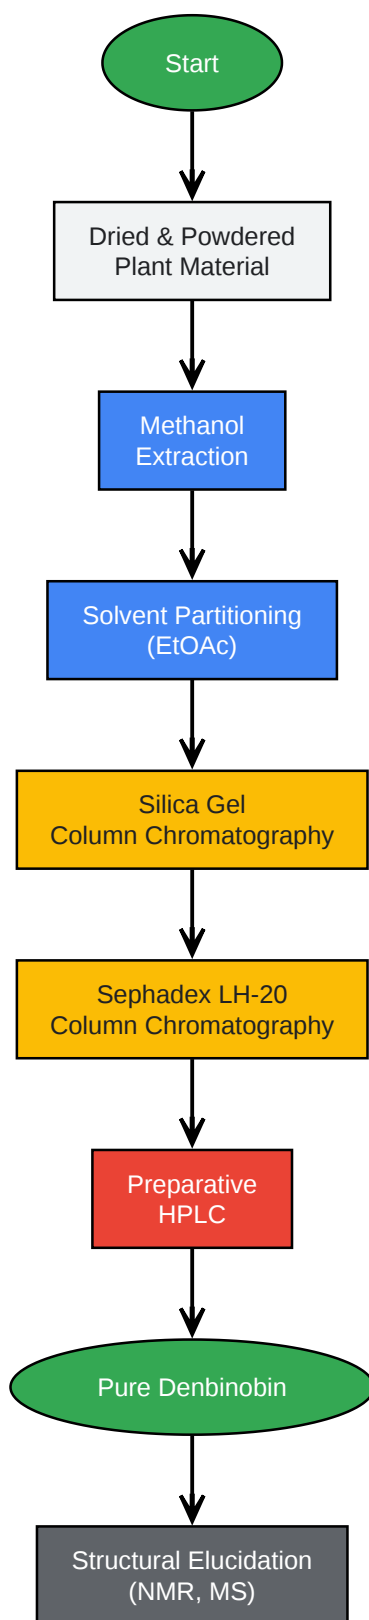 Start
Dried & Powdered
Plant Material
Methanol
Extraction
Solvent Partitioning
(EtOAc)
Silica Gel
Column Chromatography
Sephadex LH-20
Column Chromatography
Preparative
HPLC
Pure Denbinobin
Structural Elucidation
(NMR, MS)